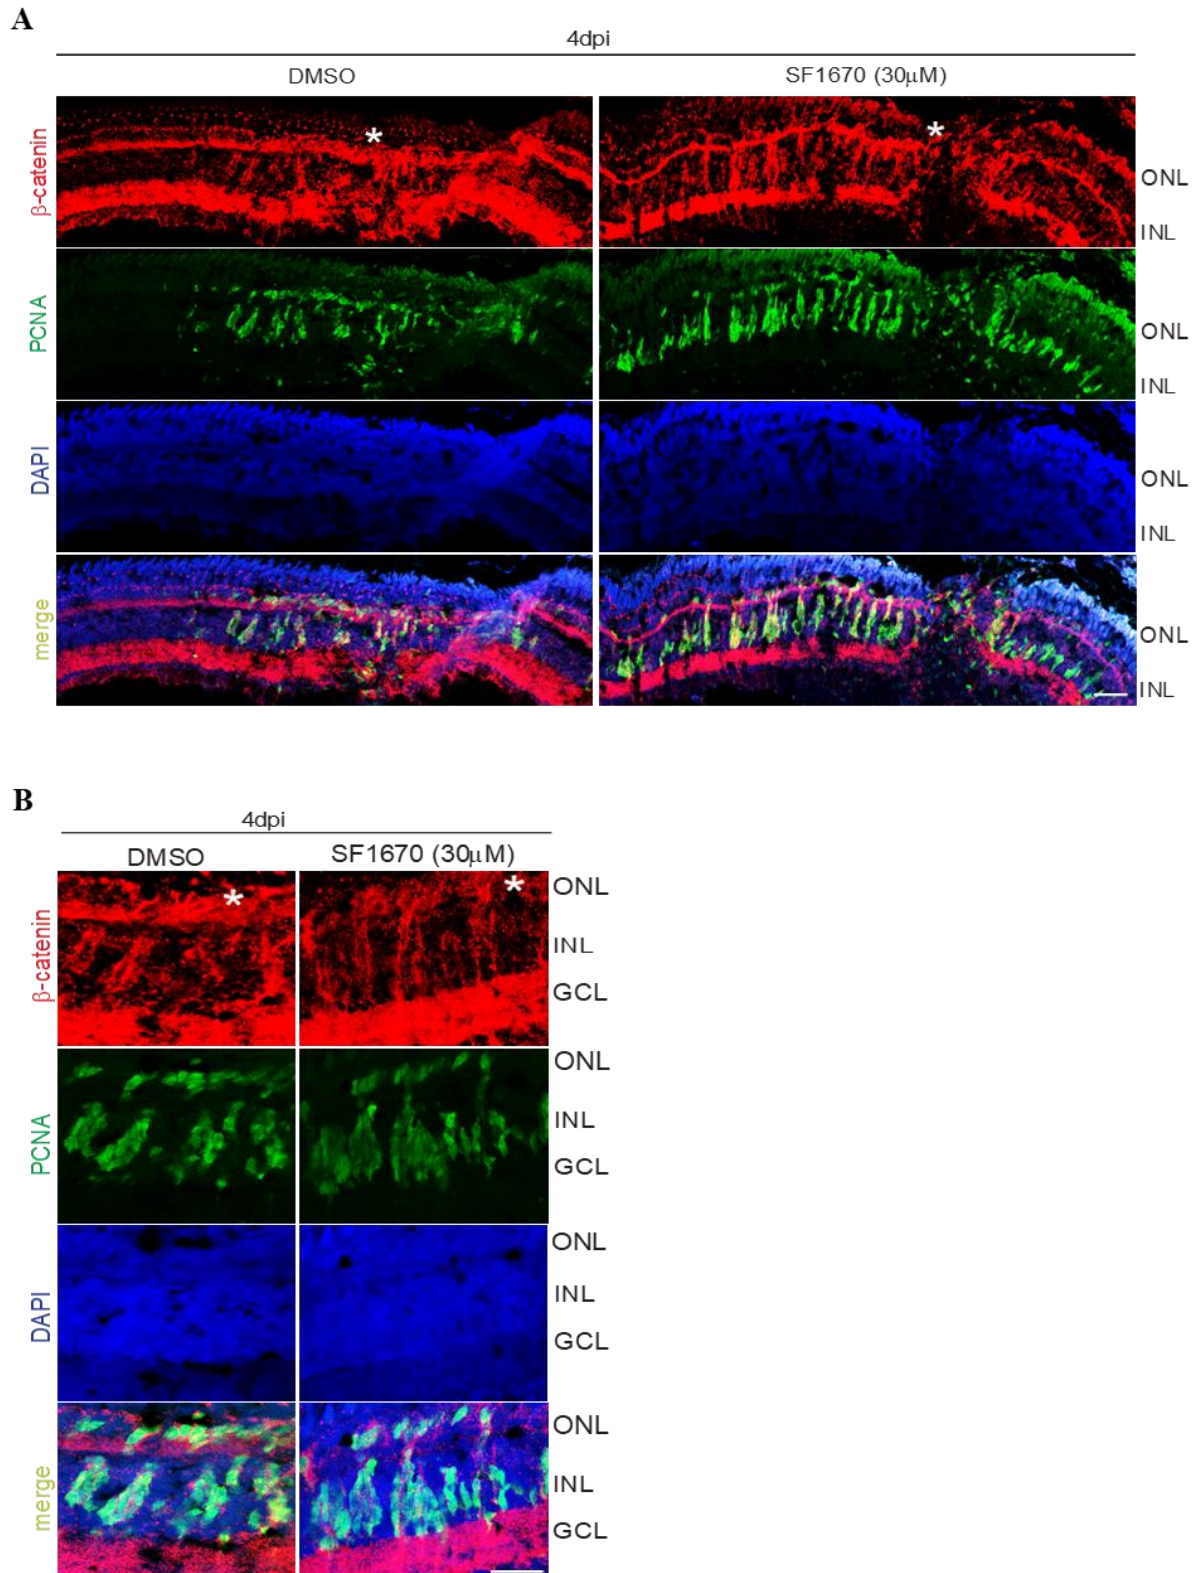 A
4dpi
DMSO SF1670 (30μM)
β-catenin
*
*
ONL
INL
PCNA
ONL
INL
DAPI
ONL
INL
merge
ONL
INL
B
4dpi
DMSO SF1670 (30μM)
β-catenin
*
*
ONL
INL
GCL
PCNA
ONL
INL
GCL
DAPI
ONL
INL
GCL
merge
ONL
INL
GCL